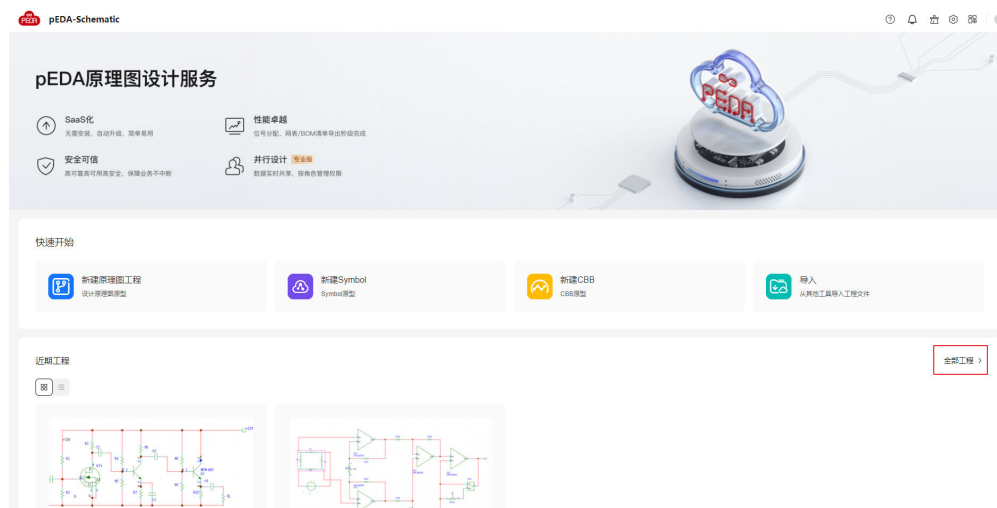 PEDA pEDA-Schematic
pEDA原理图设计服务
SaaS化
无需安装，自动升级，简单易用
性能卓越
位号分配、网表/BOM清单导出秒级完成
安全可信
高可靠高可用高安全，保障业务不中断
并行设计 专业版
数据实时共享，按角色管理权限
PEDA
快速开始
新建原理图工程
设计原理图原型
新建Symbol
Symbol原型
新建CBB
CBB原型
导入
从其他工具导入工程文件
近期工程
全部工程 >